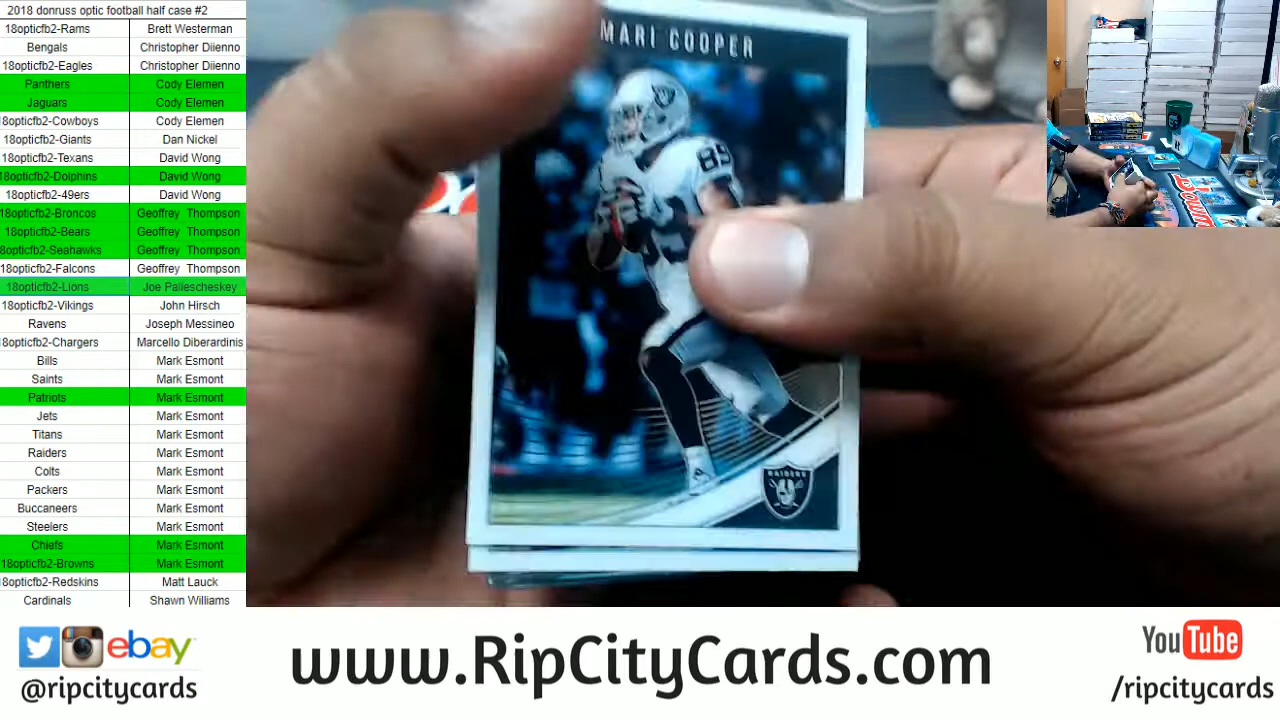 2018 donruss optic football half case #2
18opticfb2-Rams Brett Westerman
Bengals Christopher Diienno
18opticfb2-Eagles Christopher Diienno
Panthers Cody Elemen
Jaguars Cody Elemen
18opticfb2-Cowboys Cody Elemen
18opticfb2-Giants Dan Nickel
18opticfb2-Texans David Wong
18opticfb2-Dolphins David Wong
18opticfb2-49ers David Wong
18opticfb2-Broncos Geoffrey Thompson
18opticfb2-Bears Geoffrey Thompson
8opticfb2-Seahawks Geoffrey Thompson
18opticfb2-Falcons Geoffrey Thompson
18opticfb2-Lions Joe Paliescheskey
18opticfb2-Vikings John Hirsch
Ravens Joseph Messineo
8opticfb2-Chargers Marcello Diberardinis
Bills Mark Esmont
Saints Mark Esmont
Patriots Mark Esmont
Jets Mark Esmont
Titans Mark Esmont
Raiders Mark Esmont
Colts Mark Esmont
Packers Mark Esmont
Buccaneers Mark Esmont
Steelers Mark Esmont
Chiefs Mark Esmont
18opticfb2-Browns Mark Esmont
8opticfb2-Redskins Matt Lauck
Cardinals Shawn Williams
MARI COOPER
89
RAIDERS
ebay
@ripcitycards
www.RipCityCards.com
YouTube
/ripcitycards